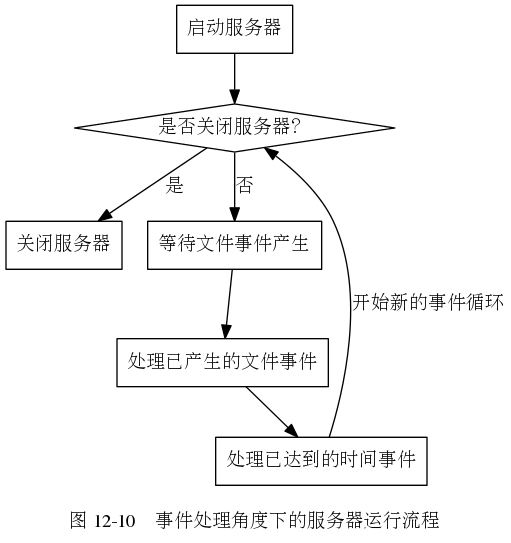 启动服务器
是否关闭服务器?
是
否
关闭服务器
等待文件事件产生
开始新的事件循环
处理已产生的文件事件
处理已达到的时间事件
图 12-10 事件处理角度下的服务器运行流程